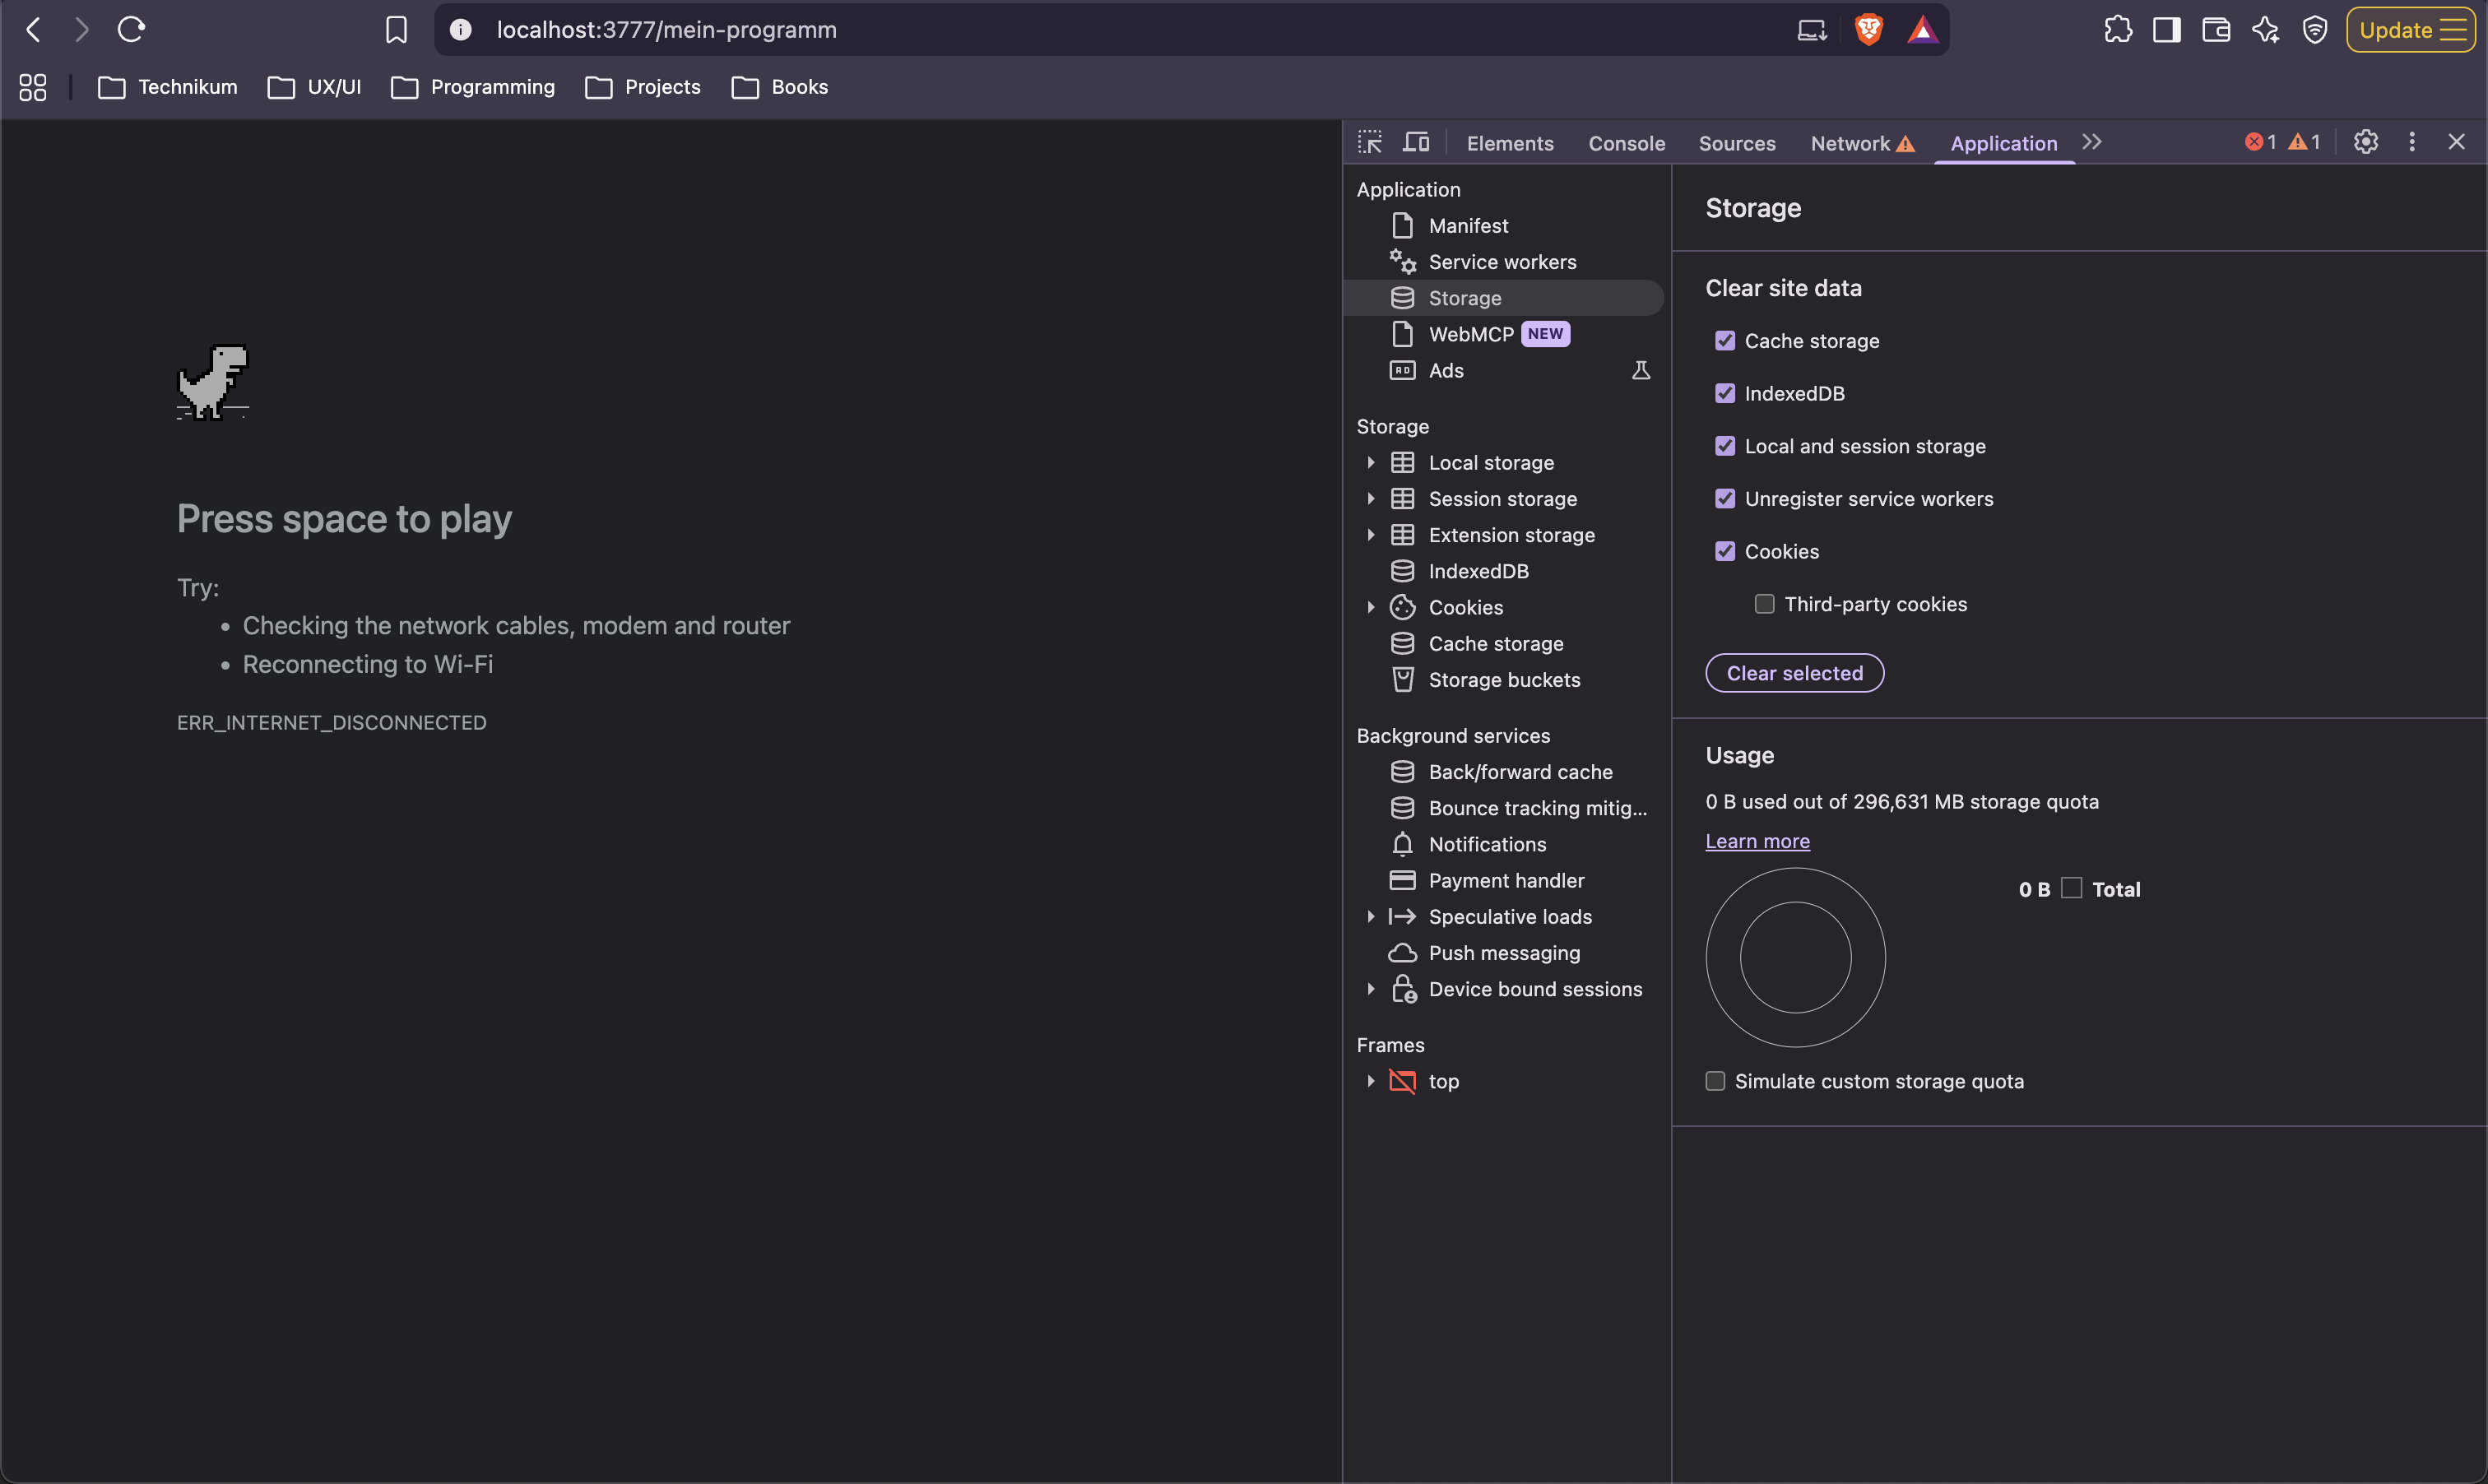 localhost:3777/mein-programm
Update
Technikum
UX/UI
Programming
Projects
Books
Press space to play
Try:
Checking the network cables, modem and router
Reconnecting to Wi-Fi
ERR_INTERNET_DISCONNECTED
Elements
Console
Sources
Network
Application
1
1
Application
Manifest
Service workers
Storage
WebMCP NEW
Ads
Storage
Local storage
Session storage
Extension storage
IndexedDB
Cookies
Cache storage
Storage buckets
Background services
Back/forward cache
Bounce tracking mitig...
Notifications
Payment handler
Speculative loads
Push messaging
Device bound sessions
Frames
top
Storage
Clear site data
Cache storage
IndexedDB
Local and session storage
Unregister service workers
Cookies
Third-party cookies
Clear selected
Usage
0 B used out of 296,631 MB storage quota
Learn more
0 B Total
Simulate custom storage quota